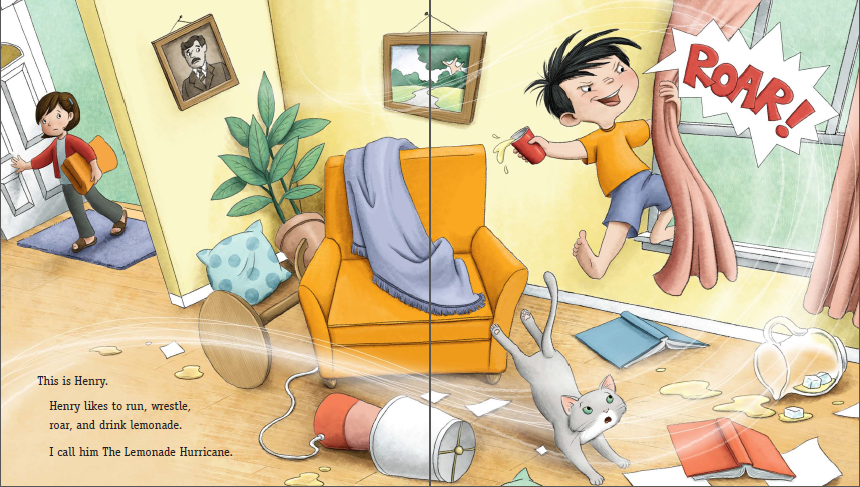 This is Henry.
Henry likes to run, wrestle,
roar, and drink lemonade.
I call him The Lemonade Hurricane.
ROAR!